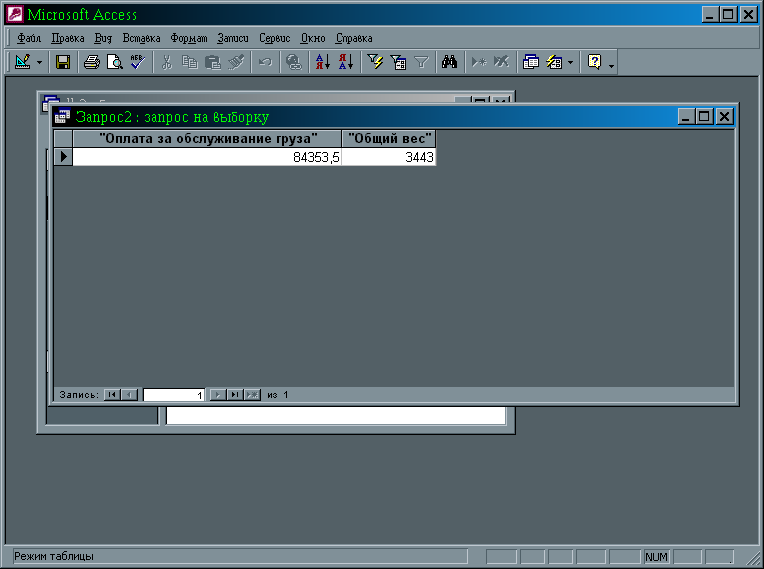 Microsoft Access
Файл Правка Вид Вставка Формат Записи Сервис Окно Справка
Запрос2 : запрос на выборку
"Оплата за обслуживание груза" "Общий вес"
84353,5 3443
Запись: 1 из 1
Режим таблицы NUM